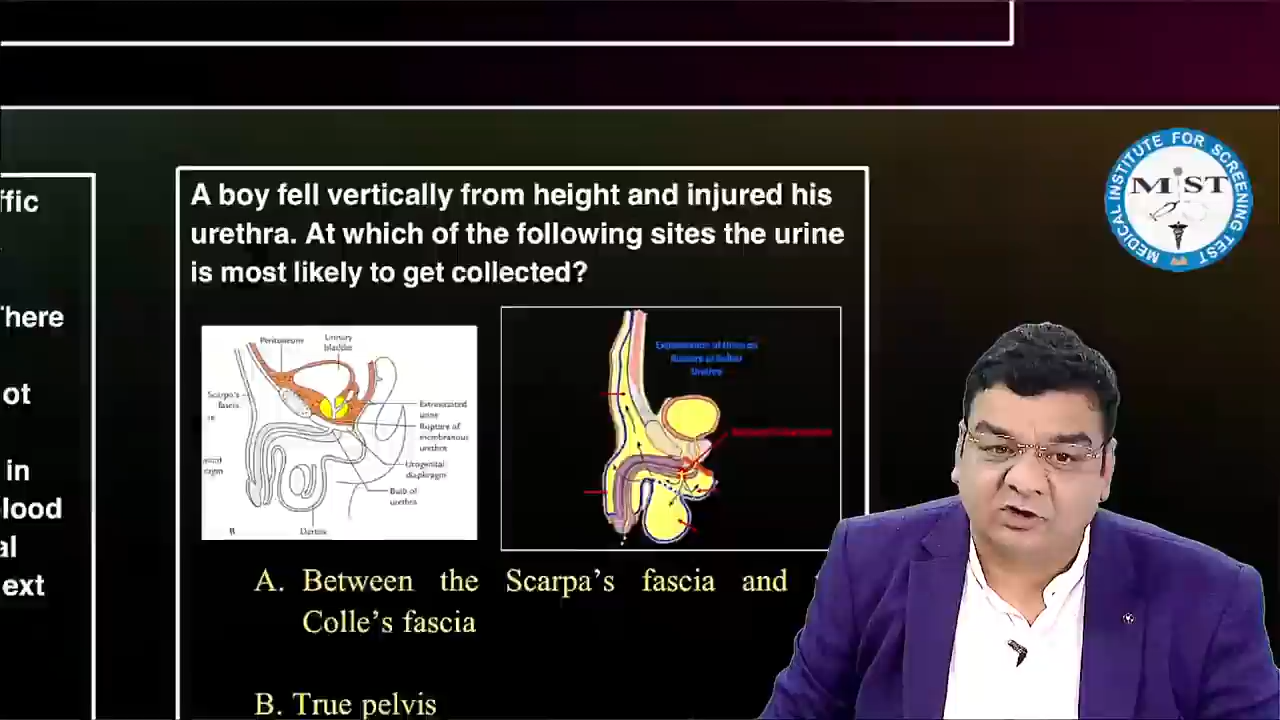 A boy fell vertically from height and injured his
urethra. At which of the following sites the urine
is most likely to get collected?
ffic
here
ot
in
lood
al
ext
MEDICAL INSTITUTE FOR SCREENING TEST
MIST
Peritoneum
Urinary
bladder
Scarpa's
fascia
Extravasated
urine
Rupture of
membranous
urethra
Urogenital
diaphragm
Bulb of
urethra
B
Dartos
Urethra
A. Between the Scarpa's fascia and
Colle's fascia
B. True pelvis